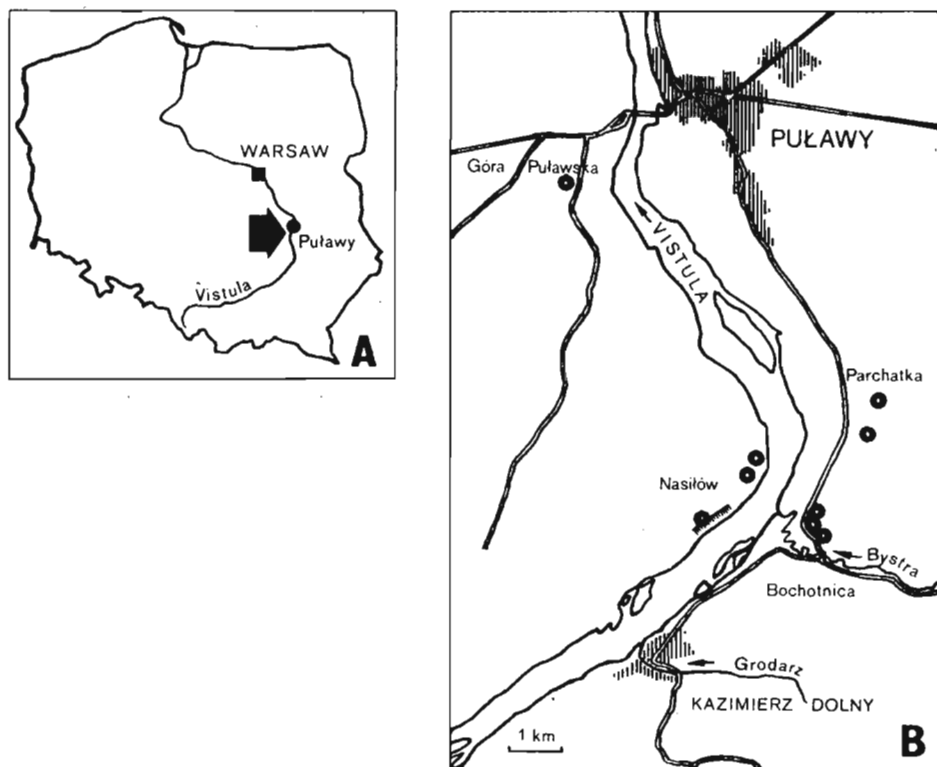 WARSAW
Puławy
Vistula
A
PUŁAWY
Góra Puławska
VISTULA
Parchatka
Nasiłów
Bystra
Bochotnica
Grodarz
KAZIMIERZ DOLNY
1 km
B